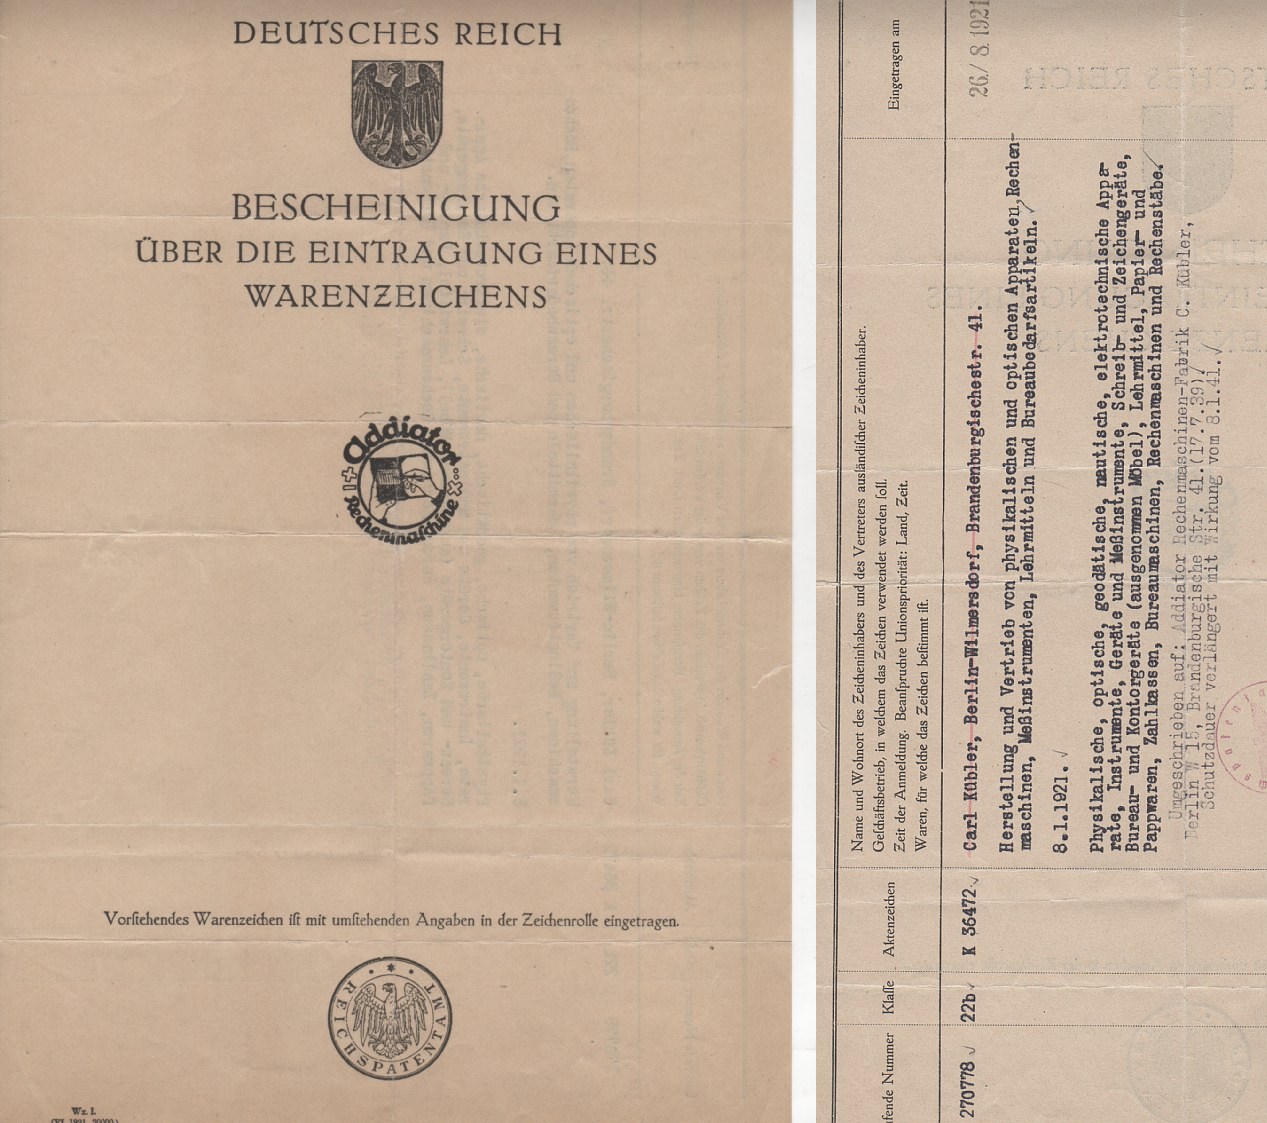 DEUTSCHES REICH
BESCHEINIGUNG
ÜBER DIE EINTRAGUNG EINES
WARENZEICHENS
Addiator
Rechenmaschine
Vorſtehendes Warenzeichen iſt mit umſtehenden Angaben in der Zeichenrolle eingetragen.
REICHSPATENTAMT
Wz. I.
Eingetragen am
26./8. 1921
Name und Wohnort des Zeicheninhabers und des Vertreters ausländiſcher Zeicheninhaber.
Geſchäftsbetrieb, in welchem das Zeichen verwendet werden ſoll.
Zeit der Anmeldung. Beanſpruchte Unionspriorität: Land, Zeit.
Waren, für welche das Zeichen beſtimmt iſt.
Carl Kübler, Berlin-Wilmersdorf, Brandenburgischestr. 41.
Herstellung und Vertrieb von physikalischen und optischen Apparaten, Rechen-
maschinen, Meßinstrumenten, Lehrmitteln und Bureaubedarfsartikeln.
8.1.1921.
Physikalische, optische, geodätische, nautische, elektrotechnische Appa-
rate, Instrumente, Geräte und Meßinstrumente, Schreib- und Zeichengeräte,
Bureau- und Kontorgeräte (ausgenommen Möbel), Lehrmittel, Papier- und
Pappwaren, Zahlkassen, Bureaumaschinen, Rechenmaschinen und Rechenstäbe.
Umgeschrieben auf: Addiator Rechenmaschinen-Fabrik C. Kübler,
Berlin W 15, Brandenburgische Str. 41.(17.7.39)
Schutzdauer verlängert mit Wirkung vom 8.1.41.
Aktenzeichen
K 36472
Klaſſe
22b
fende Nummer
270778